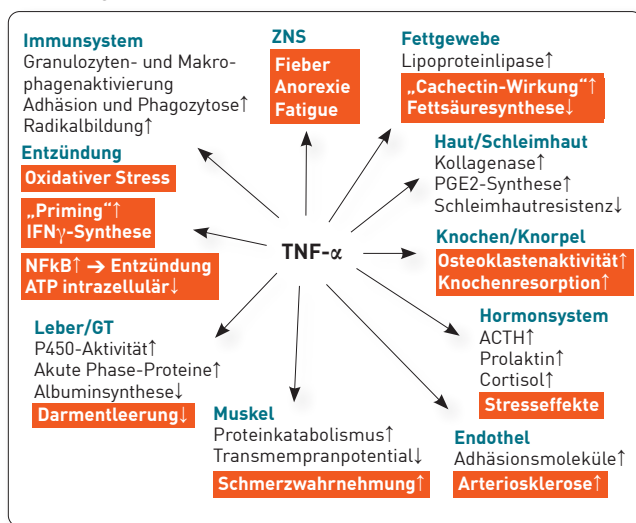 Immunsystem
Granulozyten- und Makro-
phagenaktivierung
Adhäsion und Phagozytose↑
Radikalbildung↑
Entzündung
Oxidativer Stress
„Priming“↑
IFNγ-Synthese
NFkB↑ → Entzündung
ATP intrazellulär↓
ZNS
Fieber
Anorexie
Fatigue
Fettgewebe
Lipoproteinlipase↑
„Cachectin-Wirkung“↑
Fettsäuresynthese↓
Haut/Schleimhaut
Kollagenase↑
PGE2-Synthese↑
Schleimhautresistenz↓
TNF-α
Knochen/Knorpel
Osteoklastenaktivität↑
Knochenresorption↑
Leber/GT
P450-Aktivität↑
Akute Phase-Proteine↑
Albuminsynthese↓
Darmentleerung↓
Muskel
Proteinkatabolismus↑
Transmempranpotential↓
Schmerzwahrnehmung↑
Hormonsystem
ACTH↑
Prolaktin↑
Cortisol↑
Stresseffekte
Endothel
Adhäsionsmoleküle↑
Arteriosklerose↑